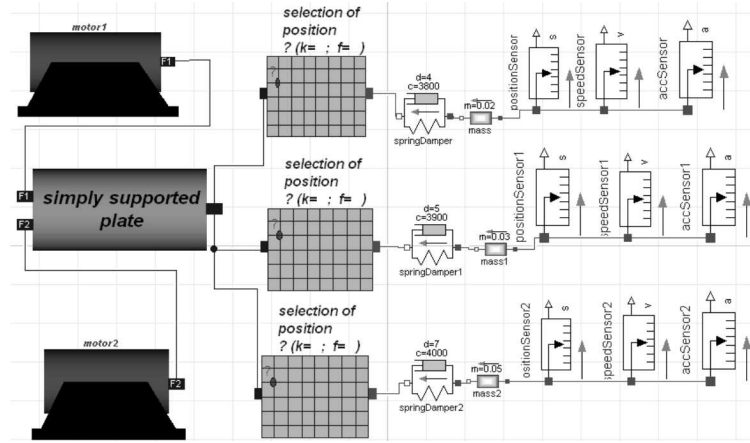 motor1
F1
selection of
position
? (k= ; f= )
?
d=4
c=3800
springDamper
m=0.02
mass
positionSensor
s
speedSensor
v
accSensor
a
F1
F2
simply supported
plate
selection of
position
? (k= ; f= )
?
d=5
c=3900
springDamper1
m=0.03
mass1
positionSensor1
s
speedSensor1
v
accSensor1
a
motor2
F2
selection of
position
? (k= ; f= )
?
d=7
c=4000
springDamper2
m=0.05
mass2
ositionSensor2
s
speedSensor2
v
accSensor2
a